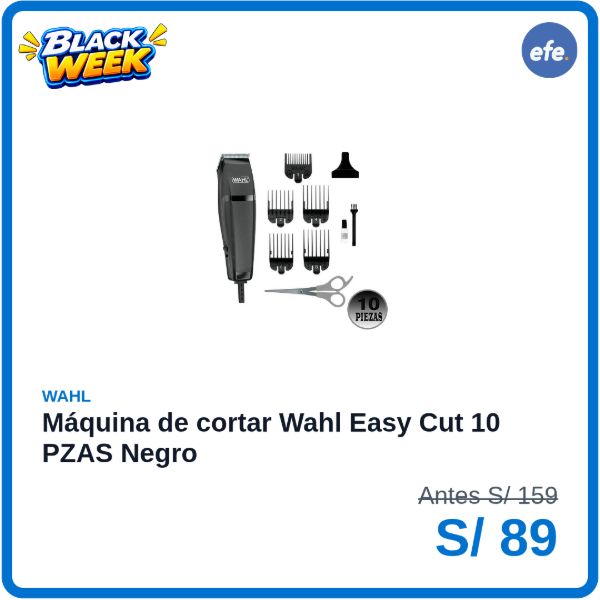 BLACK
WEEK
efe.
WAHL
10
PIEZAS
WAHL
Máquina de cortar Wahl Easy Cut 10
PZAS Negro
Antes S/ 159
S/ 89